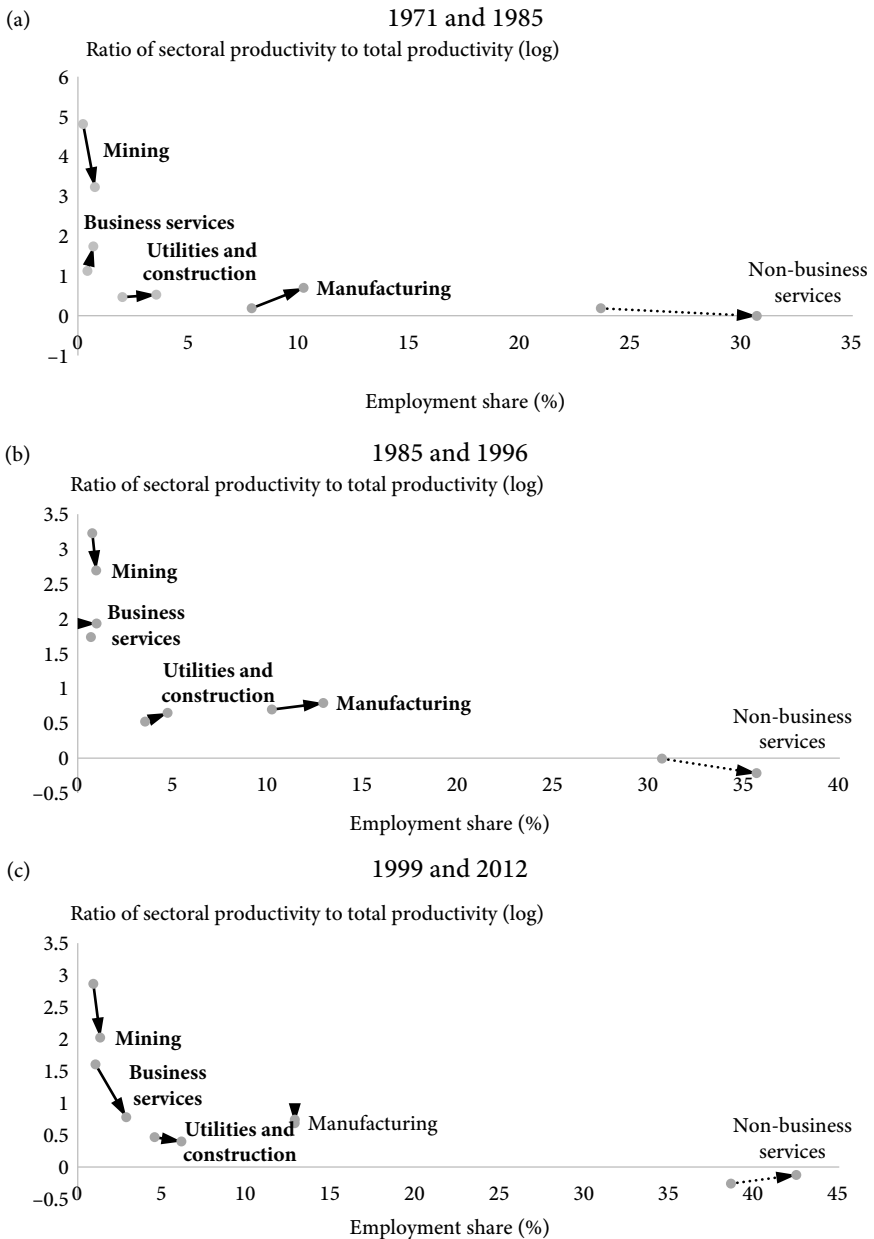 (a)
1971 and 1985
Ratio of sectoral productivity to total productivity (log)
6
5
4
3
2
1
0
–1
Mining
Business services
Utilities and
construction
Manufacturing
Non-business
services
0 5 10 15 20 25 30 35
Employment share (%)
(b)
1985 and 1996
Ratio of sectoral productivity to total productivity (log)
3.5
3
2.5
2
1.5
1
0.5
0
–0.5
Mining
Business
services
Utilities and
construction
Manufacturing
Non-business
services
0 5 10 15 20 25 30 35 40
Employment share (%)
(c)
1999 and 2012
Ratio of sectoral productivity to total productivity (log)
3.5
3
2.5
2
1.5
1
0.5
0
–0.5
Mining
Business
services
Utilities and
construction
Manufacturing
Non-business
services
0 5 10 15 20 25 30 35 40 45
Employment share (%)